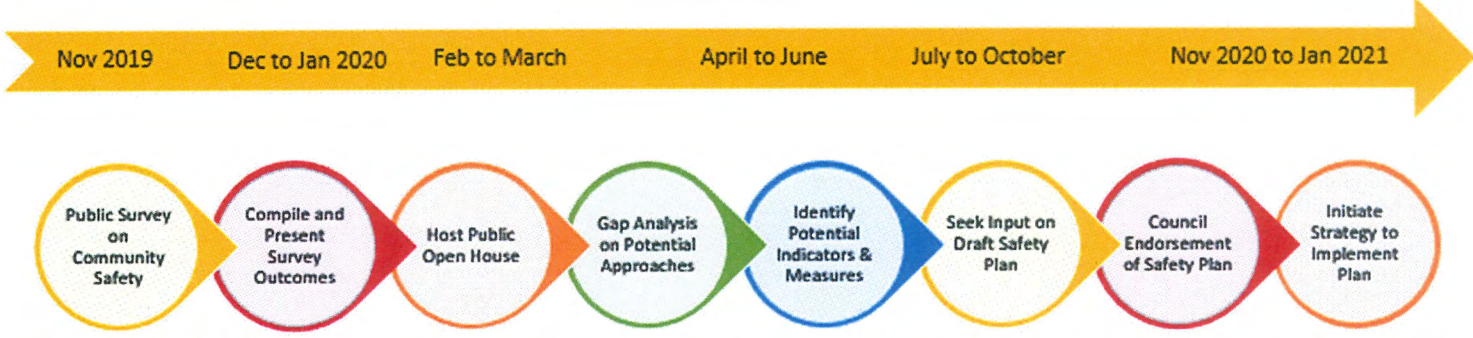 Nov 2019 Dec to Jan 2020 Feb to March April to June July to October Nov 2020 to Jan 2021
Public Survey
on
Community
Safety
Compile and
Present
Survey
Outcomes
Host Public
Open House
Gap Analysis
on Potential
Approaches
Identify
Potential
Indicators &
Measures
Seek Input on
Draft Safety
Plan
Council
Endorsement
of Safety Plan
Initiate
Strategy to
Implement
Plan